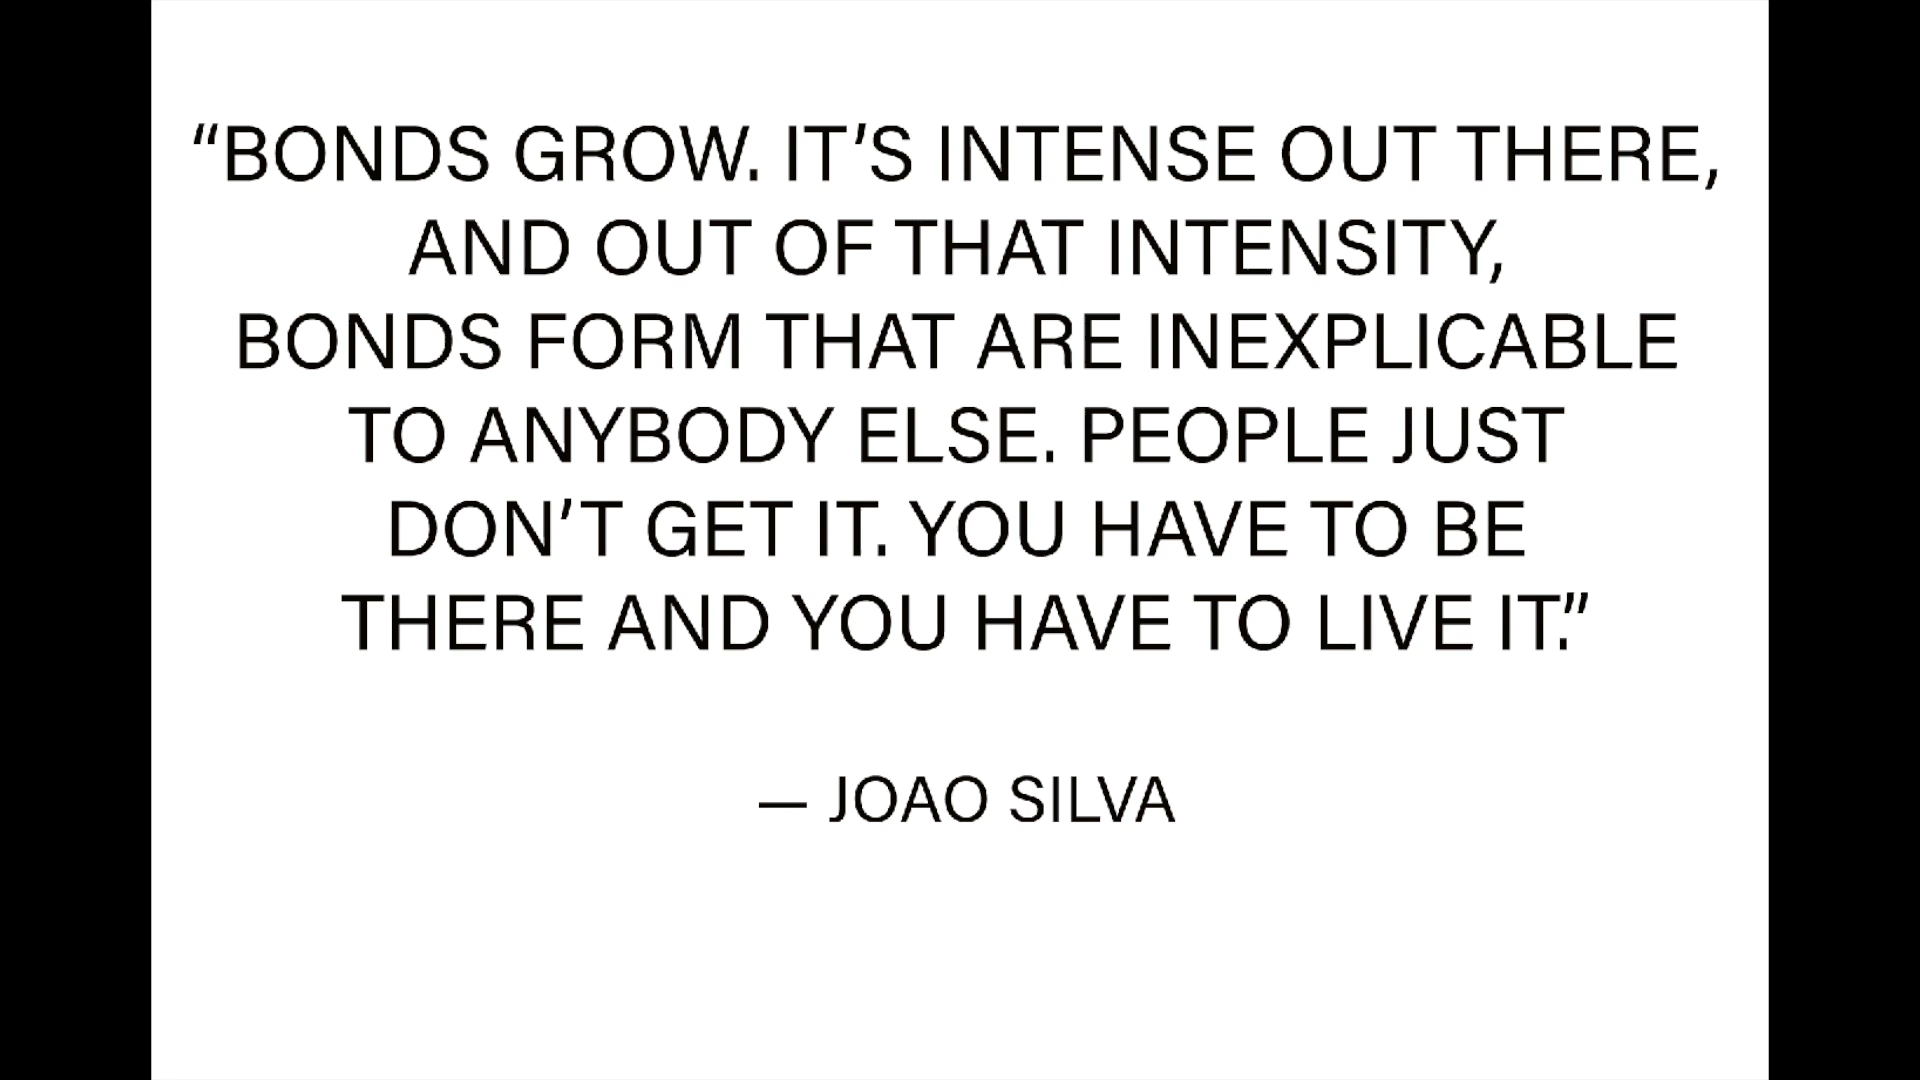 “BONDS GROW. IT’S INTENSE OUT THERE,
AND OUT OF THAT INTENSITY,
BONDS FORM THAT ARE INEXPLICABLE
TO ANYBODY ELSE. PEOPLE JUST
DON’T GET IT. YOU HAVE TO BE
THERE AND YOU HAVE TO LIVE IT.”
— JOAO SILVA